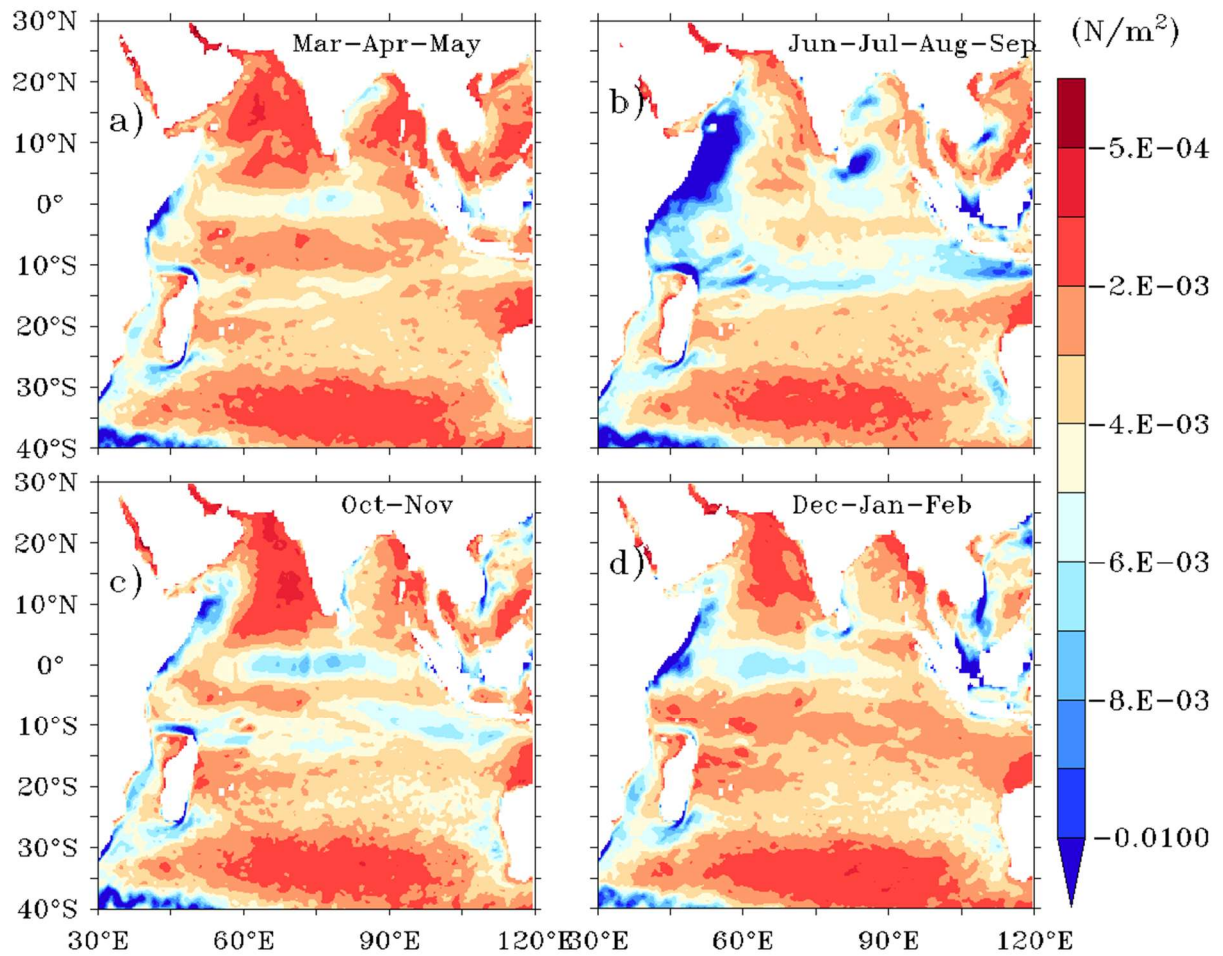 30°N
20°N
10°N
0°
10°S
20°S
30°S
40°S
Mar-Apr-May
a)
Jun-Jul-Aug-Sep
b)
(N/m²)
-5.E-04
-2.E-03
-4.E-03
-6.E-03
-8.E-03
-0.0100
30°N
20°N
10°N
0°
10°S
20°S
30°S
40°S
Oct-Nov
c)
Dec-Jan-Feb
d)
30°E 60°E 90°E 120°E 30°E 60°E 90°E 120°E